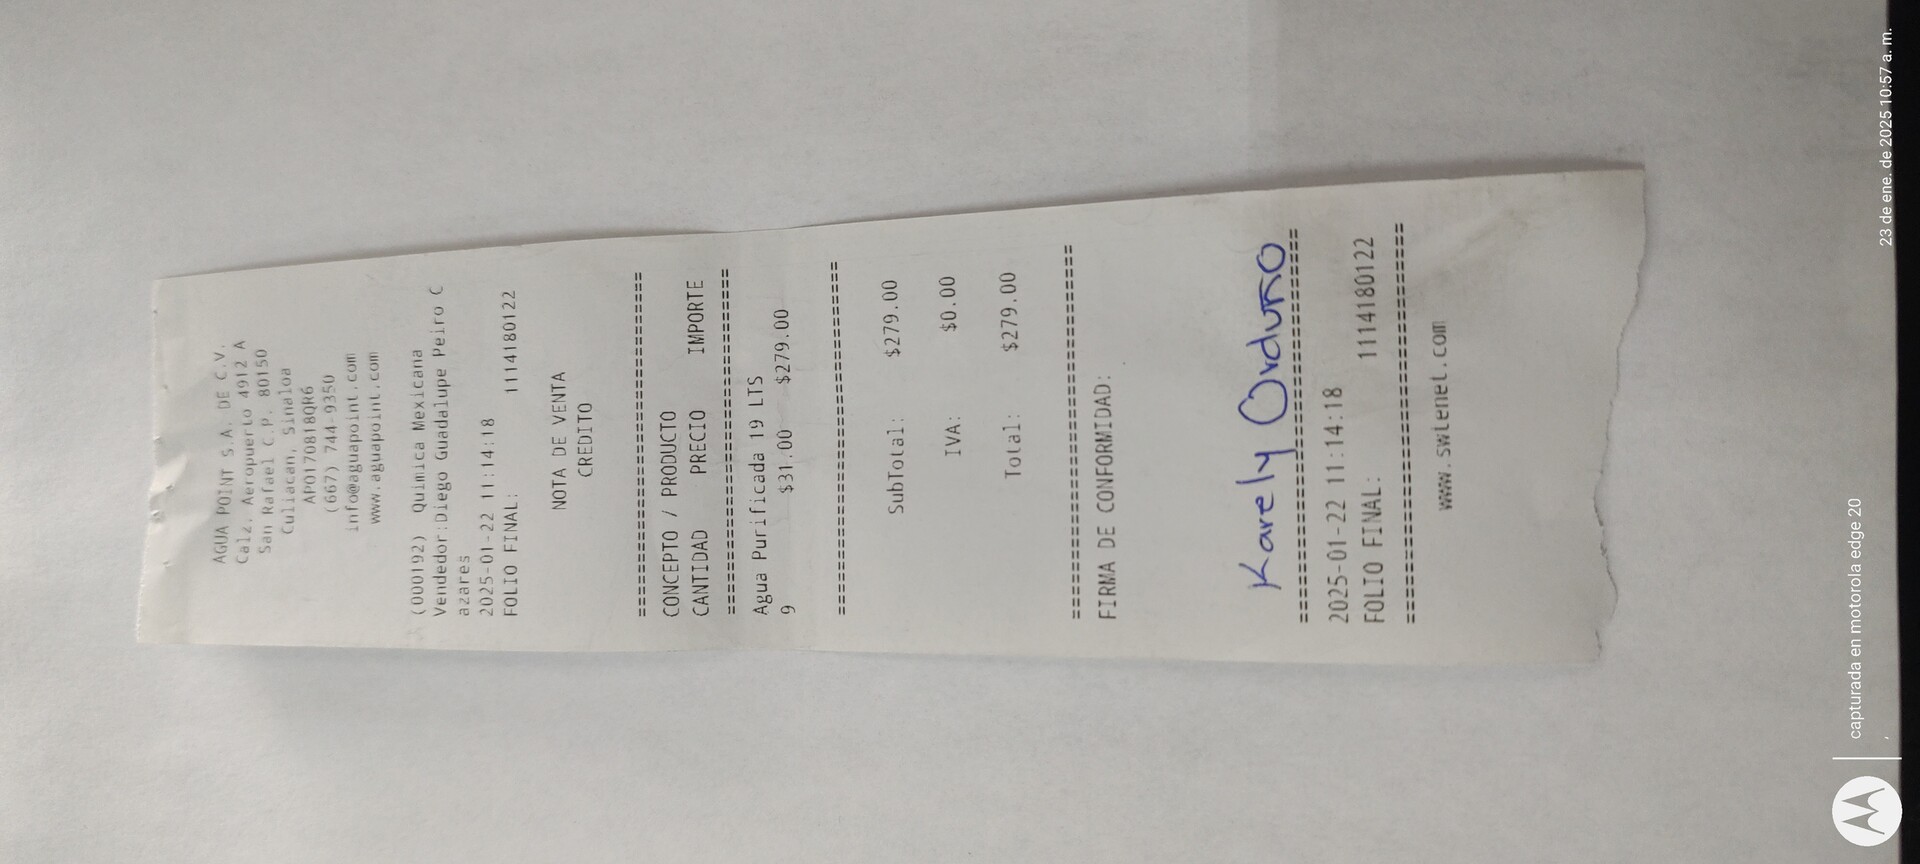 AGUA POINT S.A. DE C.V.
Calz. Aeropuerto 4912 A
San Rafael C.P. 80150
Culiacan, Sinaloa
APO170818QR6
(667) 744-9350
info@aguapoint.com
www.aguapoint.com
(000192) Quimica Mexicana
Vendedor:Diego Guadalupe Peiro C
azares
2025-01-22 11:14:18
FOLIO FINAL: 1114180122
NOTA DE VENTA
CREDITO
================================
CONCEPTO / PRODUCTO
CANTIDAD PRECIO IMPORTE
================================
Agua Purificada 19 LTS
9 $31.00 $279.00
================================
SubTotal: $279.00
IVA: $0.00
Total: $279.00
================================
FIRMA DE CONFORMIDAD:
Karely Orduño
================================
2025-01-22 11:14:18
FOLIO FINAL: 1114180122
================================
www.swtenet.com
capturada en motorola edge 20
23 de ene. de 2025 10:57 a. m.